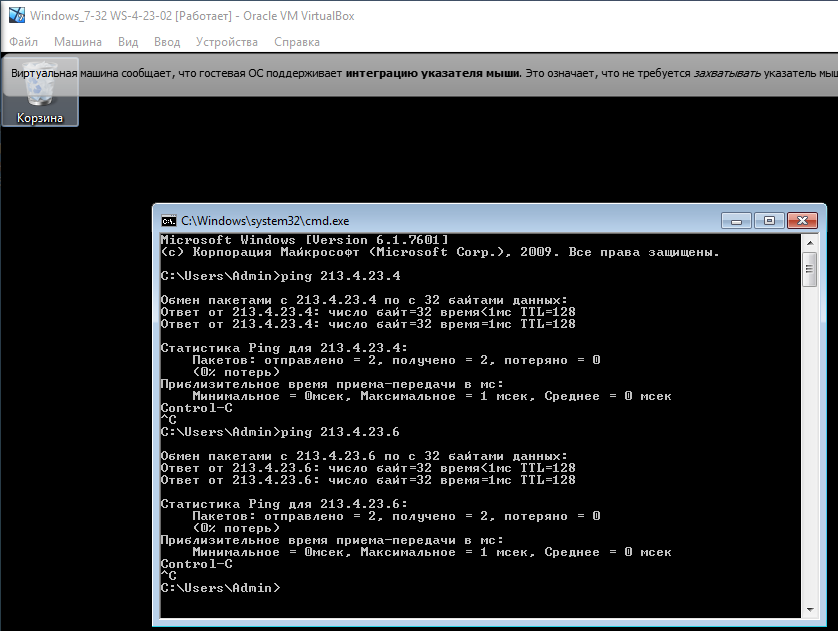 Windows_7-32 WS-4-23-02 [Работает] - Oracle VM VirtualBox
Файл Машина Вид Ввод Устройства Справка
Виртуальная машина сообщает, что гостевая ОС поддерживает интеграцию указателя мыши. Это означает, что не требуется захватывать указатель мыш
Корзина
C:\Windows\system32\cmd.exe
Microsoft Windows [Version 6.1.7601]
(c) Корпорация Майкрософт (Microsoft Corp.), 2009. Все права защищены.
C:\Users\Admin>ping 213.4.23.4
Обмен пакетами с 213.4.23.4 по с 32 байтами данных:
Ответ от 213.4.23.4: число байт=32 время<1мс TTL=128
Ответ от 213.4.23.4: число байт=32 время=1мс TTL=128
Статистика Ping для 213.4.23.4:
Пакетов: отправлено = 2, получено = 2, потеряно = 0
(0% потерь)
Приблизительное время приема-передачи в мс:
Минимальное = 0мсек, Максимальное = 1 мсек, Среднее = 0 мсек
Control-C
^C
C:\Users\Admin>ping 213.4.23.6
Обмен пакетами с 213.4.23.6 по с 32 байтами данных:
Ответ от 213.4.23.6: число байт=32 время<1мс TTL=128
Ответ от 213.4.23.6: число байт=32 время=1мс TTL=128
Статистика Ping для 213.4.23.6:
Пакетов: отправлено = 2, получено = 2, потеряно = 0
(0% потерь)
Приблизительное время приема-передачи в мс:
Минимальное = 0мсек, Максимальное = 1 мсек, Среднее = 0 мсек
Control-C
^C
C:\Users\Admin>